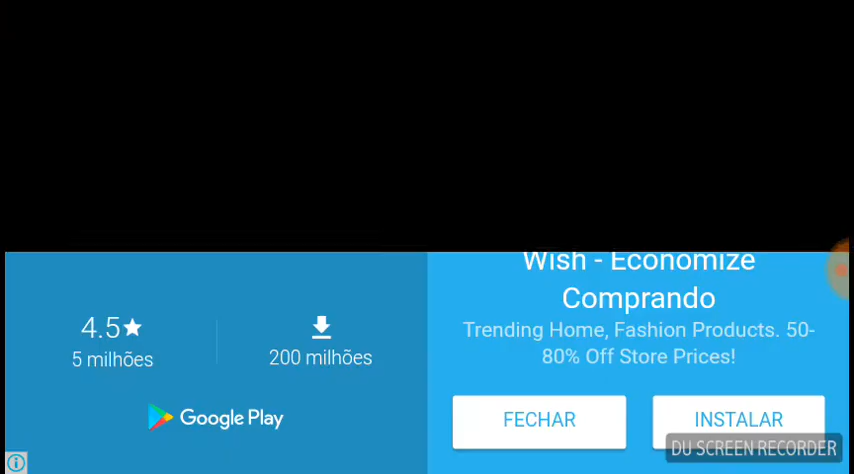 4.5★
5 milhões
200 milhões
Google Play
Wish - Economize
Comprando
Trending Home, Fashion Products. 50-
80% Off Store Prices!
FECHAR
INSTALAR
DU SCREEN RECORDER